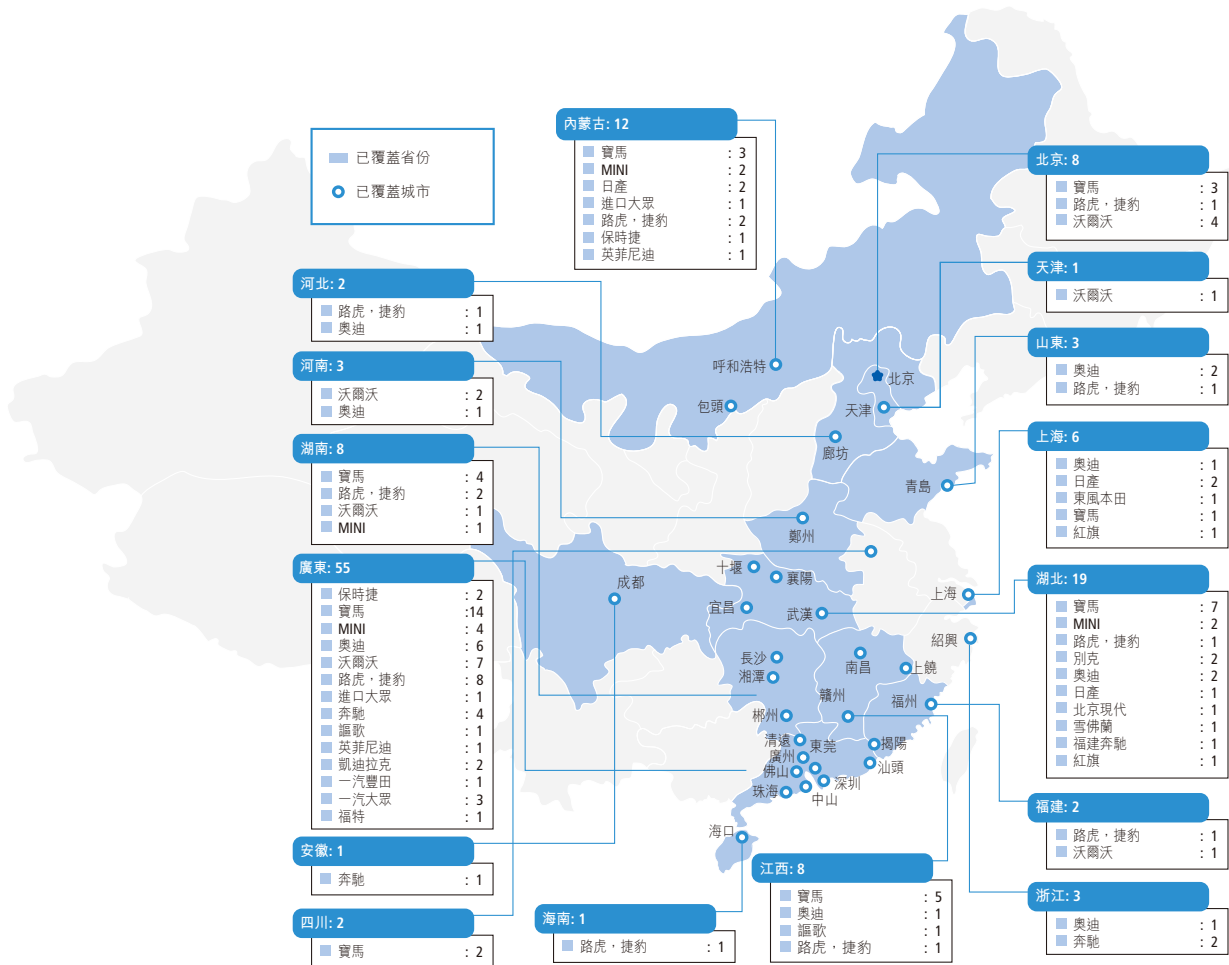 已覆蓋省份
已覆蓋城市
內蒙古: 12
寶馬 : 3
MINI : 2
日產 : 2
進口大眾 : 1
路虎，捷豹 : 2
保時捷 : 1
英菲尼迪 : 1
北京: 8
寶馬 : 3
路虎，捷豹 : 1
沃爾沃 : 4
天津: 1
沃爾沃 : 1
河北: 2
路虎，捷豹 : 1
奧迪 : 1
山東: 3
奧迪 : 2
路虎，捷豹 : 1
河南: 3
沃爾沃 : 2
奧迪 : 1
上海: 6
奧迪 : 1
日產 : 2
東風本田 : 1
寶馬 : 1
紅旗 : 1
湖南: 8
寶馬 : 4
路虎，捷豹 : 2
沃爾沃 : 1
MINI : 1
廣東: 55
保時捷 : 2
寶馬 :14
MINI : 4
奧迪 : 6
沃爾沃 : 7
路虎，捷豹 : 8
進口大眾 : 1
奔馳 : 4
謳歌 : 1
英菲尼迪 : 1
凱迪拉克 : 2
一汽豐田 : 1
一汽大眾 : 3
福特 : 1
湖北: 19
寶馬 : 7
MINI : 2
路虎，捷豹 : 1
別克 : 2
奧迪 : 2
日產 : 1
北京現代 : 1
雪佛蘭 : 1
福建奔馳 : 1
紅旗 : 1
福建: 2
路虎，捷豹 : 1
沃爾沃 : 1
安徽: 1
奔馳 : 1
江西: 8
寶馬 : 5
奧迪 : 1
謳歌 : 1
路虎，捷豹 : 1
浙江: 3
奧迪 : 1
奔馳 : 2
四川: 2
寶馬 : 2
海南: 1
路虎，捷豹 : 1
呼和浩特
北京
包頭
天津
廊坊
青島
鄭州
十堰
襄陽
成都
上海
宜昌
武漢
紹興
長沙
南昌
上饒
湘潭
贛州
福州
郴州
清遠
東莞
揭陽
廣州
汕頭
佛山
深圳
珠海
中山
海口